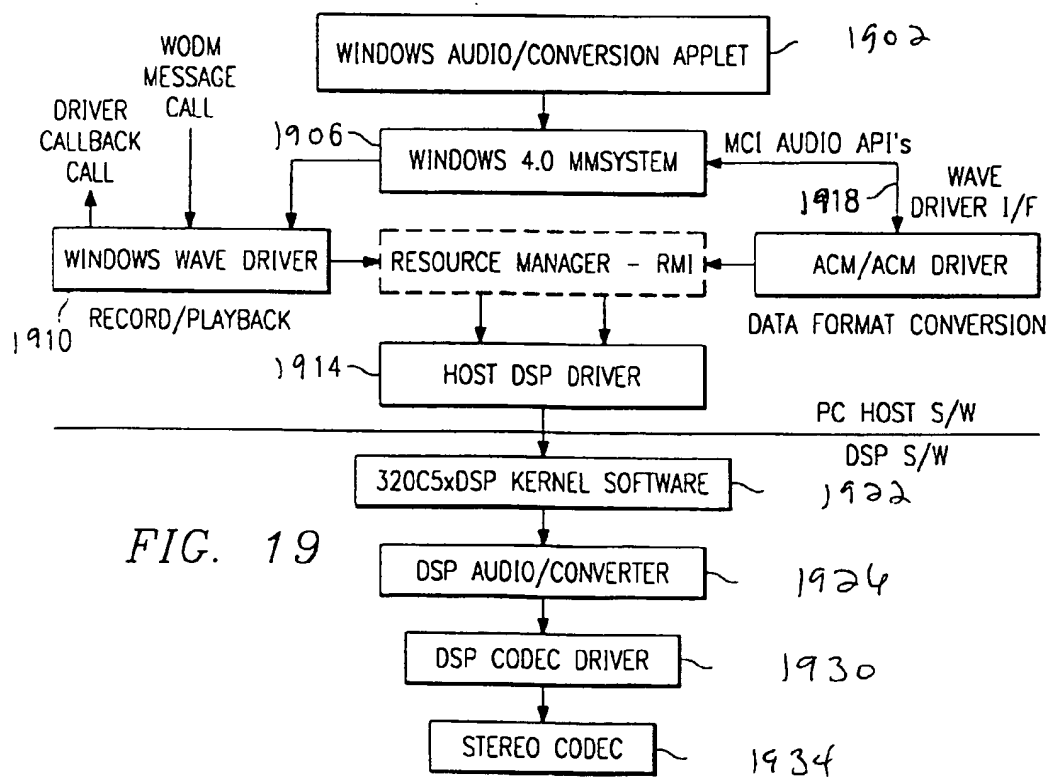 WINDOWS AUDIO/CONVERSION APPLET
1902
WODM
MESSAGE
CALL
DRIVER
CALLBACK
CALL
1906
WINDOWS 4.0 MMSYSTEM
MCI AUDIO API's
1918
WAVE
DRIVER I/F
WINDOWS WAVE DRIVER
RESOURCE MANAGER - RMI
ACM/ACM DRIVER
1910
RECORD/PLAYBACK
DATA FORMAT CONVERSION
1914
HOST DSP DRIVER
PC HOST S/W
DSP S/W
320C5xDSP KERNEL SOFTWARE
1922
FIG. 19
DSP AUDIO/CONVERTER
1926
DSP CODEC DRIVER
1930
STEREO CODEC
1934